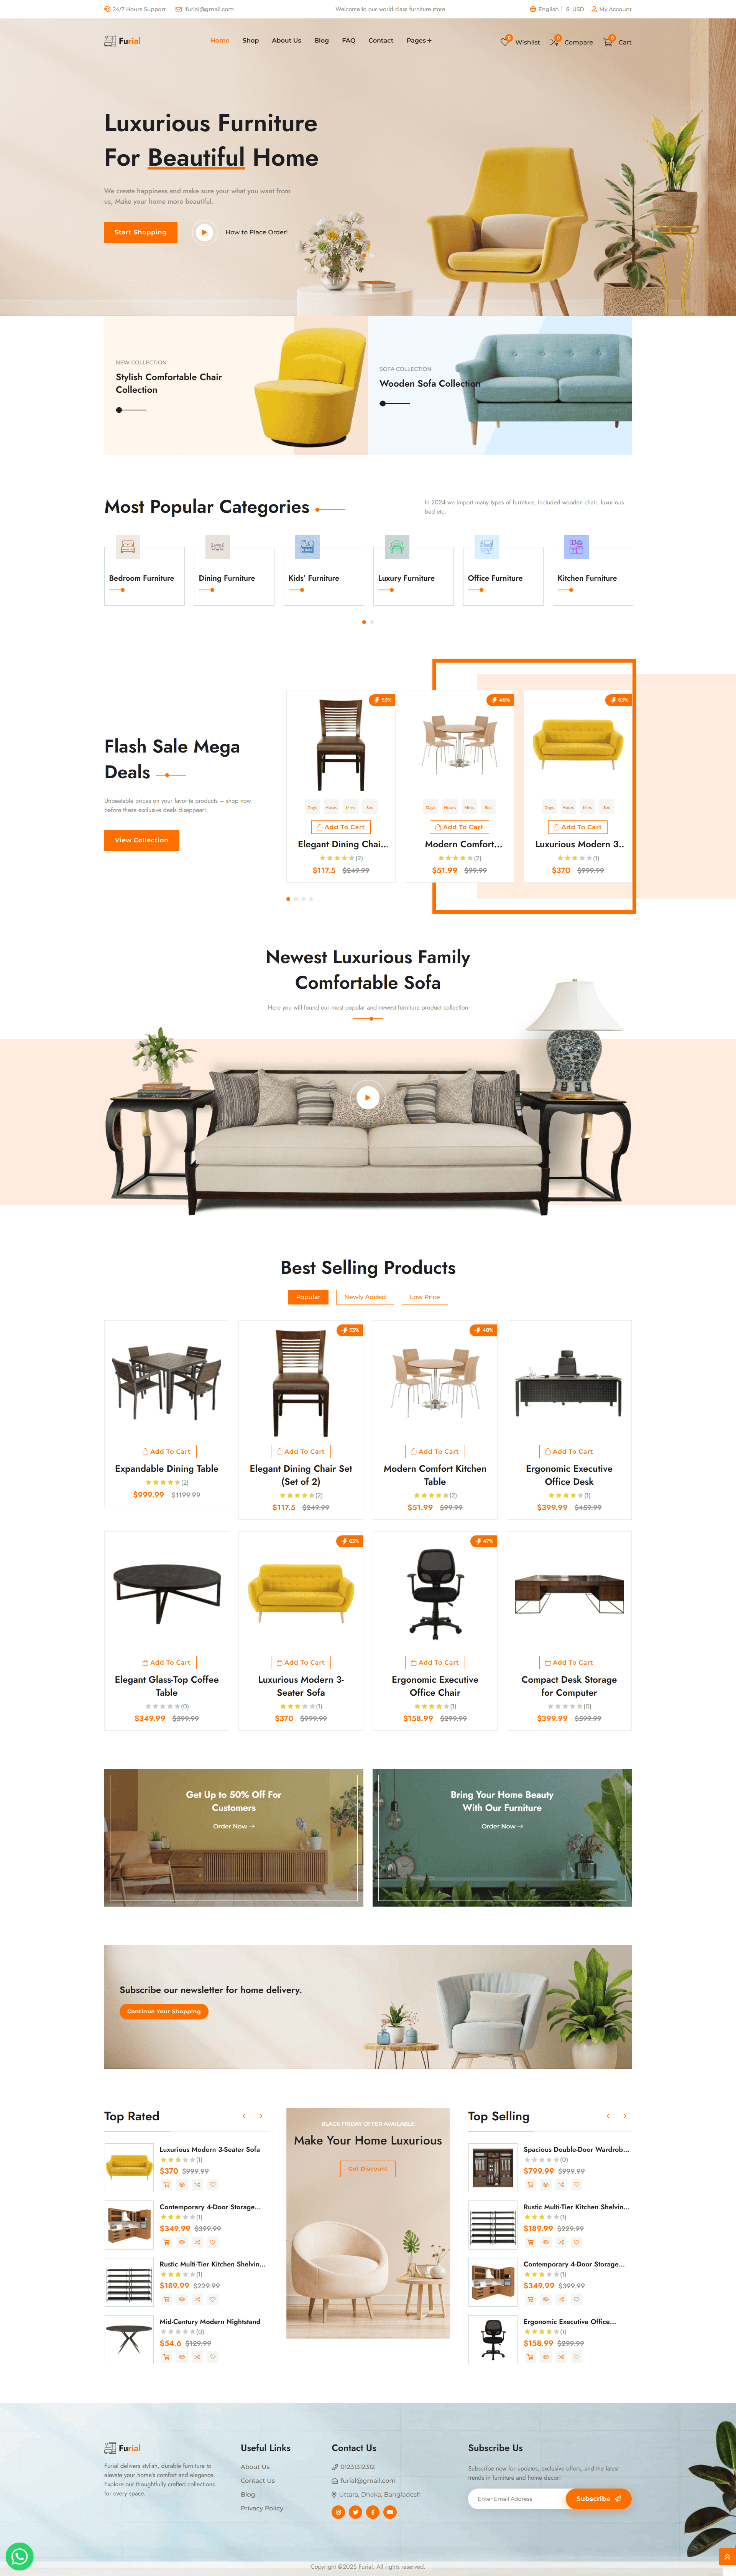 24/7 Hours Support
furial@gmail.com
Welcome to our world class furniture store
English
$ USD
My Account
Furial
Home
Shop
About Us
Blog
FAQ
Contact
Pages +
0
Wishlist
0
Compare
0
Cart
Luxurious Furniture
For Beautiful Home
We create happiness and make sure your what you want from
us, Make your home more beautiful.
Start Shopping
How to Place Order!
NEW COLLECTION
Stylish Comfortable Chair
Collection
SOFA COLLECTION
Wooden Sofa Collection
Most Popular Categories
In 2024 we import many types of furniture, Included wooden chair, luxurious
bed etc.
Bedroom Furniture
Dining Furniture
Kids' Furniture
Luxury Furniture
Office Furniture
Kitchen Furniture
Flash Sale Mega
Deals
Unbeatable prices on your favorite products – shop now
before these exclusive deals disappear!
View Collection
53%
Days
Hours
Mins
Sec
Add To Cart
Elegant Dining Chai...
(2)
$117.5 $249.99
48%
Days
Hours
Mins
Sec
Add To Cart
Modern Comfort...
(2)
$51.99 $99.99
63%
Days
Hours
Mins
Sec
Add To Cart
Luxurious Modern 3..
(1)
$370 $999.99
Newest Luxurious Family
Comfortable Sofa
Here you will found our most popular and newest furniture product collection
Best Selling Products
Popular
Newly Added
Low Price
Add To Cart
Expandable Dining Table
(2)
$999.99 $1199.99
53%
Add To Cart
Elegant Dining Chair Set
(Set of 2)
(2)
$117.5 $249.99
48%
Add To Cart
Modern Comfort Kitchen
Table
(2)
$51.99 $99.99
Add To Cart
Ergonomic Executive
Office Desk
(1)
$399.99 $459.99
Add To Cart
Elegant Glass-Top Coffee
Table
(0)
$349.99 $399.99
63%
Add To Cart
Luxurious Modern 3-
Seater Sofa
(1)
$370 $999.99
47%
Add To Cart
Ergonomic Executive
Office Chair
(1)
$158.99 $299.99
Add To Cart
Compact Desk Storage
for Computer
(0)
$399.99 $599.99
Get Up to 50% Off For
Customers
Order Now
Bring Your Home Beauty
With Our Furniture
Order Now
Subscribe our newsletter for home delivery.
Continue Your Shopping
Top Rated
Luxurious Modern 3-Seater Sofa
(1)
$370 $999.99
Contemporary 4-Door Storage...
(1)
$349.99 $399.99
Rustic Multi-Tier Kitchen Shelvin...
(1)
$189.99 $229.99
Mid-Century Modern Nightstand
(0)
$54.6 $129.99
BLACK FRIDAY OFFER AVAILABLE
Make Your Home Luxurious
Get Discount
Top Selling
Spacious Double-Door Wardrob...
(0)
$799.99 $999.99
Rustic Multi-Tier Kitchen Shelvin...
(1)
$189.99 $229.99
Contemporary 4-Door Storage...
(1)
$349.99 $399.99
Ergonomic Executive Office...
(1)
$158.99 $299.99
Furial
Furial delivers stylish, durable furniture to
elevate your home's comfort and elegance.
Explore our thoughtfully crafted collections
for every space.
Useful Links
About Us
Contact Us
Blog
Privacy Policy
Contact Us
01231312312
furial@gmail.com
Uttara, Dhaka, Bangladesh
Subscribe Us
Subscribe now for updates, exclusive offers, and the latest
trends in furniture and home decor!
Enter Email Address
Subscribe
Copyright @2025 Furial. All rights reserved.